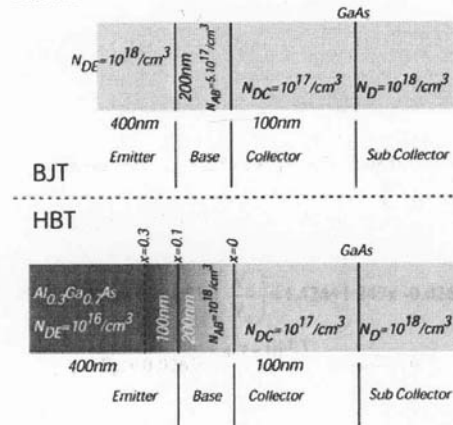 GaAs
N_DE=10^18/cm^3
200nm
N_AB=5.10^17/cm^3
N_DC=10^17/cm^3
N_D=10^18/cm^3
400nm
100nm
Emitter
Base
Collector
Sub Collector
BJT
HBT
x=0.3
x=0.1
x=0
GaAs
Al_0.3Ga_0.7As
N_DE=10^16/cm^3
100nm
200nm
N_AB=10^18/cm^3
N_DC=10^17/cm^3
N_D=10^18/cm^3
400nm
100nm
Emitter
Base
Collector
Sub Collector